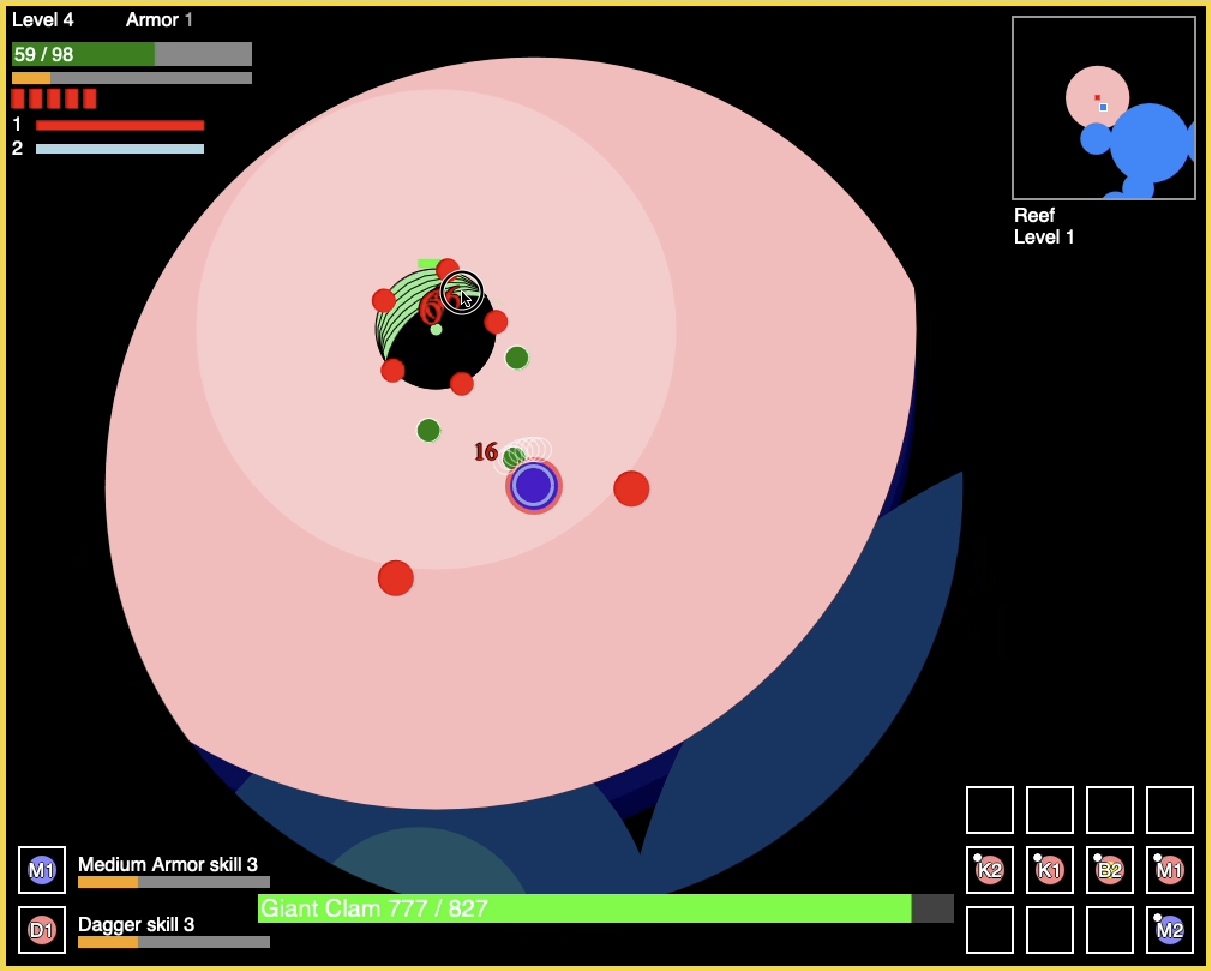 Level 4 Armor 1
59 / 98
1
2
Reef
Level 1
16
K2 K1 B2 M1
M1 Medium Armor skill 3
Giant Clam 777 / 827
D1 Dagger skill 3
M2